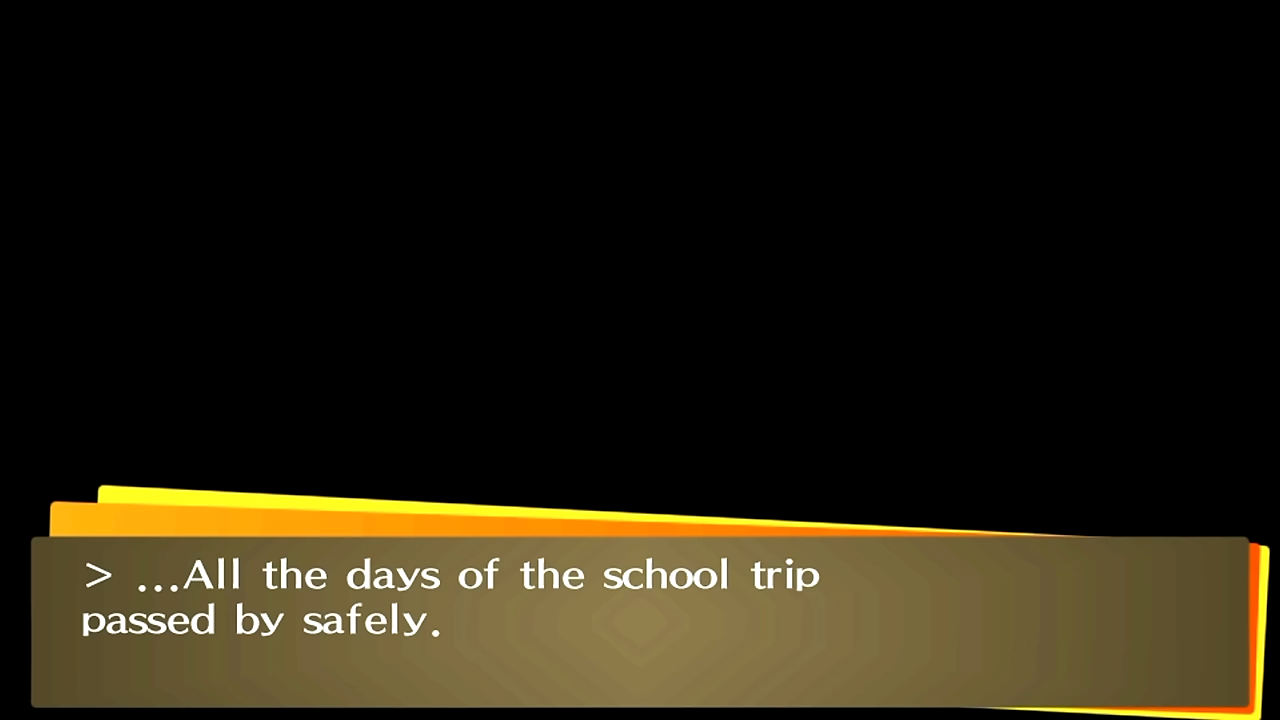 > ...All the days of the school trip
passed by safely.